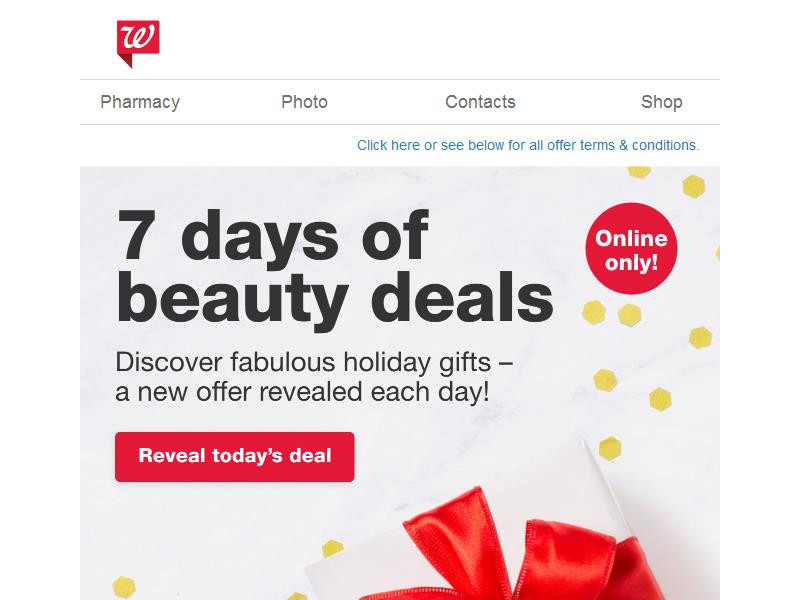 W
Pharmacy Photo Contacts Shop
Click here or see below for all offer terms & conditions.
7 days of
beauty deals
Online
only!
Discover fabulous holiday gifts –
a new offer revealed each day!
Reveal today’s deal